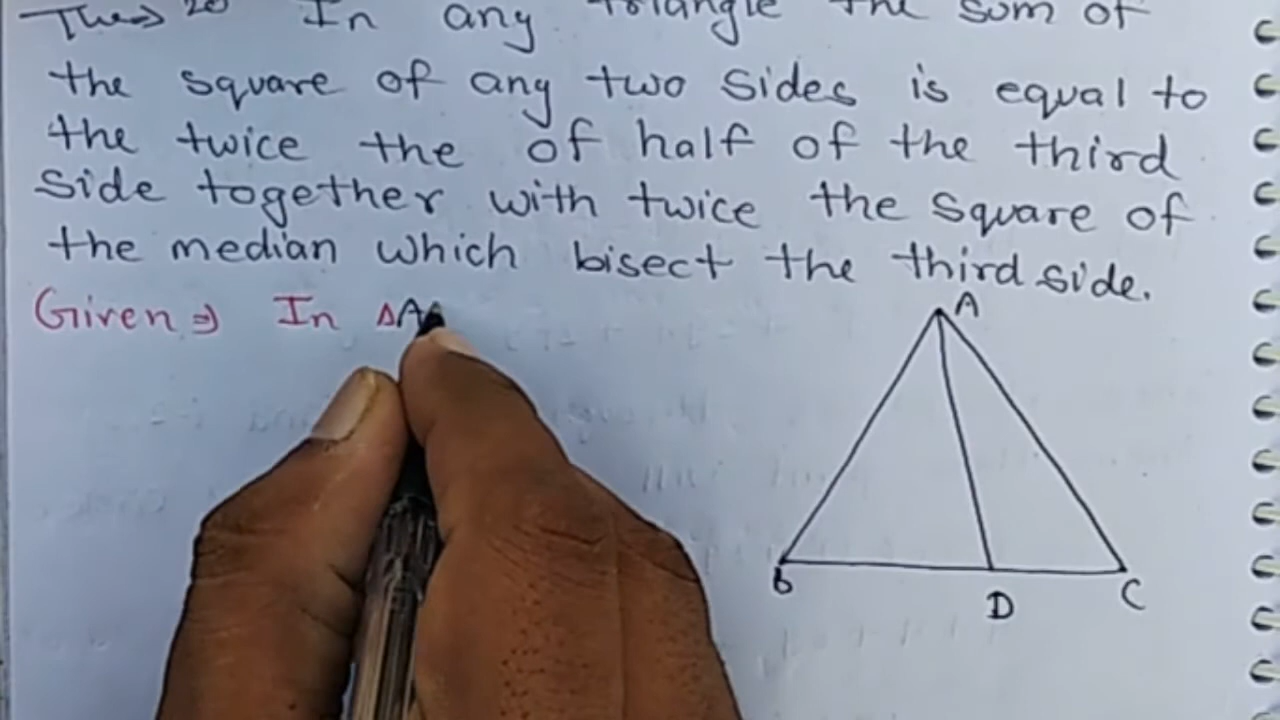 The⇒ 20 In any triangle the sum of
the square of any two sides is equal to
the twice the of half of the third
side together with twice the square of
the median which bisect the third side.
Given ⇒ In ΔA
A
B
D
C